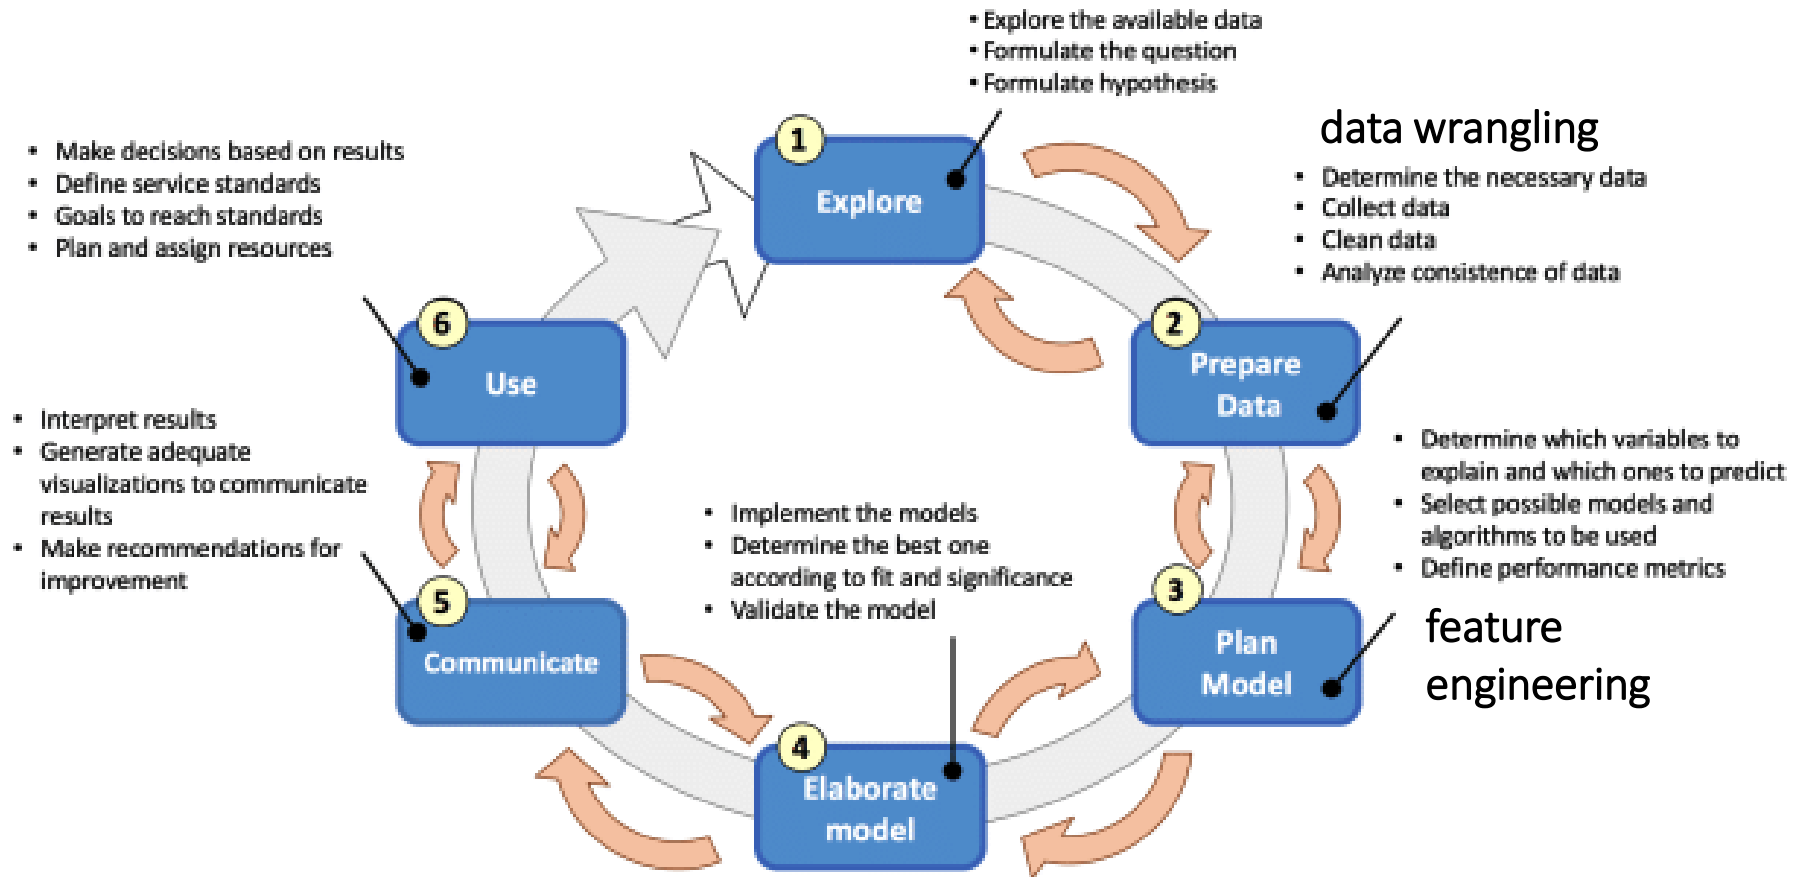 • Explore the available data
• Formulate the question
• Formulate hypothesis
1
Explore
data wrangling
• Determine the necessary data
• Collect data
• Clean data
• Analyze consistence of data
2
Prepare
Data
• Determine which variables to
explain and which ones to predict
• Select possible models and
algorithms to be used
• Define performance metrics
3
Plan
Model
feature
engineering
• Implement the models
• Determine the best one
according to fit and significance
• Validate the model
4
Elaborate
model
• Interpret results
• Generate adequate
visualizations to communicate
results
• Make recommendations for
improvement
5
Communicate
• Make decisions based on results
• Define service standards
• Goals to reach standards
• Plan and assign resources
6
Use